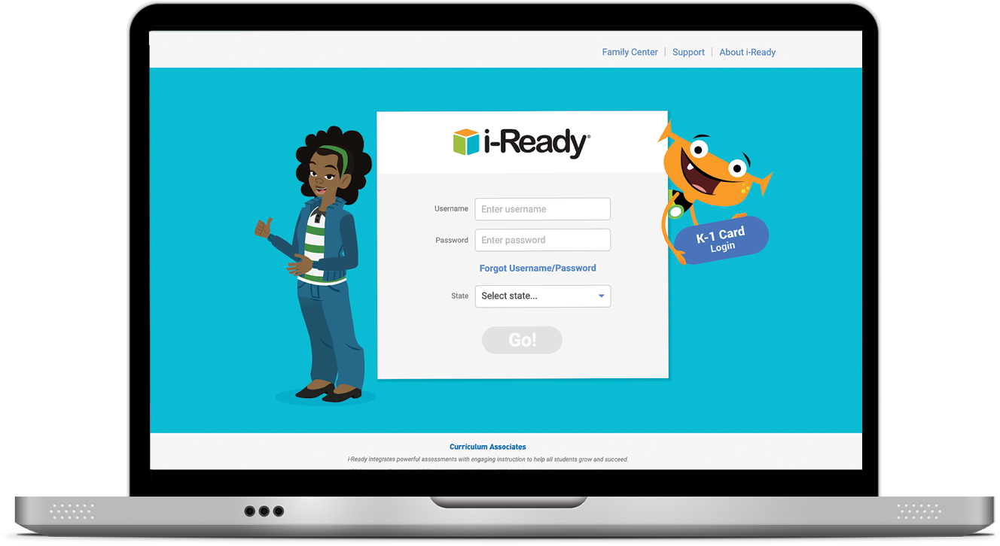 Family Center | Support | About i-Ready
i-Ready®
Username
Enter username
Password
Enter password
Forgot Username/Password
State
Select state...
Go!
K-1 Card
Login
Curriculum Associates
i-Ready integrates powerful assessments with engaging instruction to help all students grow and succeed.